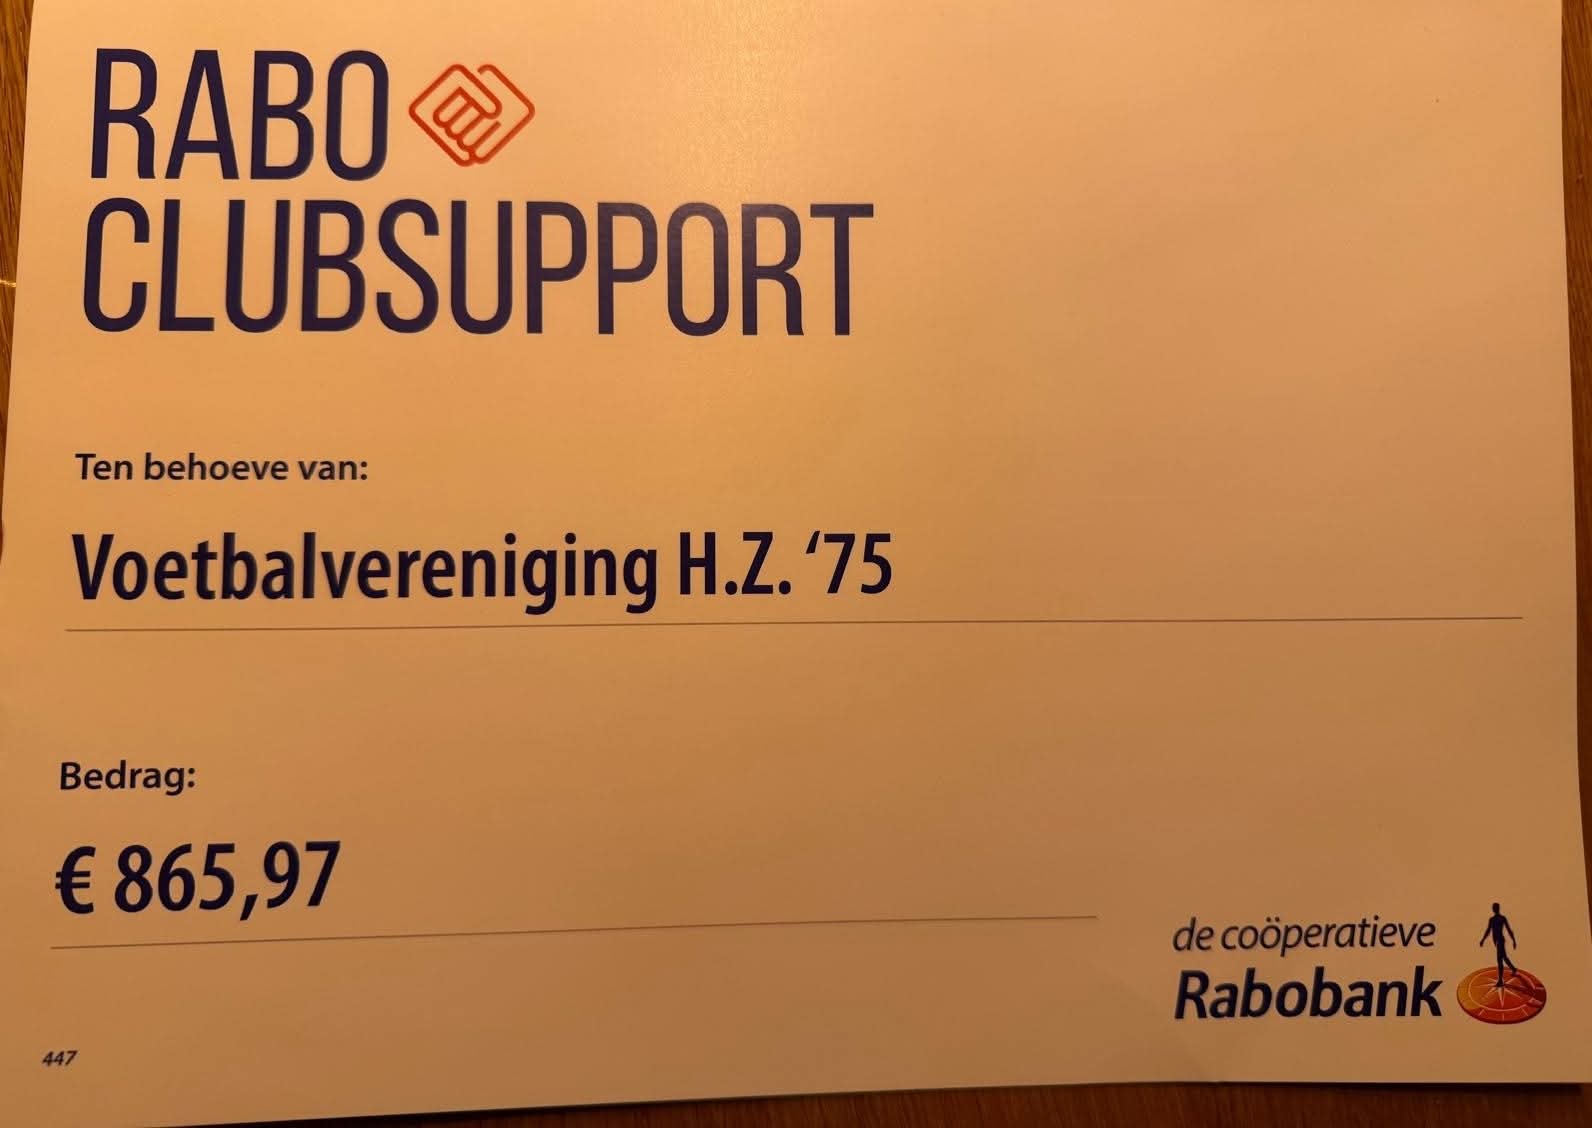 RABO
CLUBSUPPORT
Ten behoeve van:
Voetbalvereniging H.Z. ‘75
Bedrag:
€ 865,97
de coöperatieve
Rabobank
447